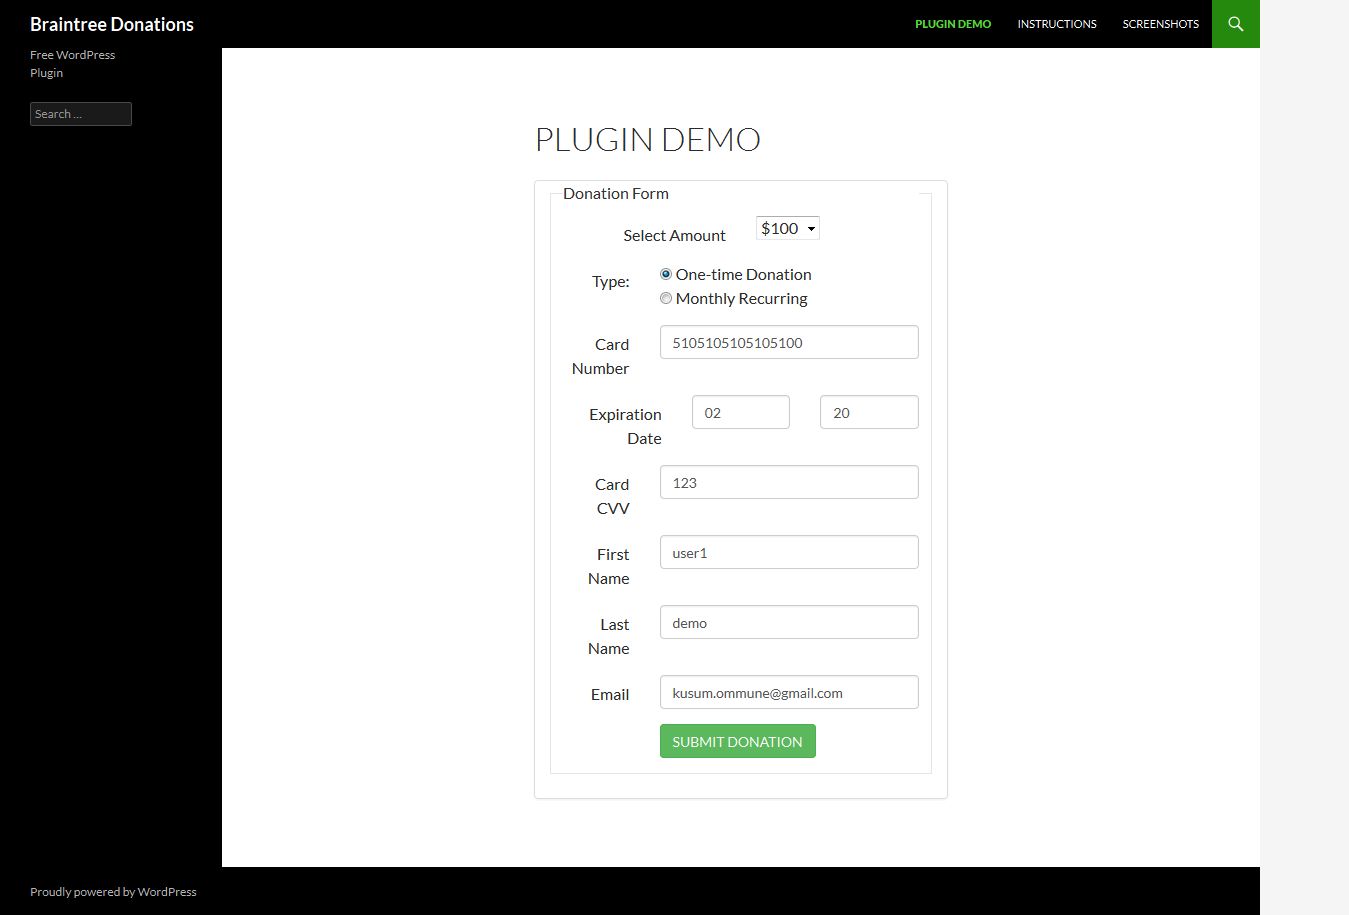 Braintree Donations
PLUGIN DEMO INSTRUCTIONS SCREENSHOTS
Free WordPress
Plugin
Search ...
PLUGIN DEMO
Donation Form
Select Amount $100
Type: One-time Donation
Monthly Recurring
Card
Number
5105105105105100
Expiration
Date
02 20
Card
CVV
123
First
Name
user1
Last
Name
demo
Email kusum.ommune@gmail.com
SUBMIT DONATION
Proudly powered by WordPress